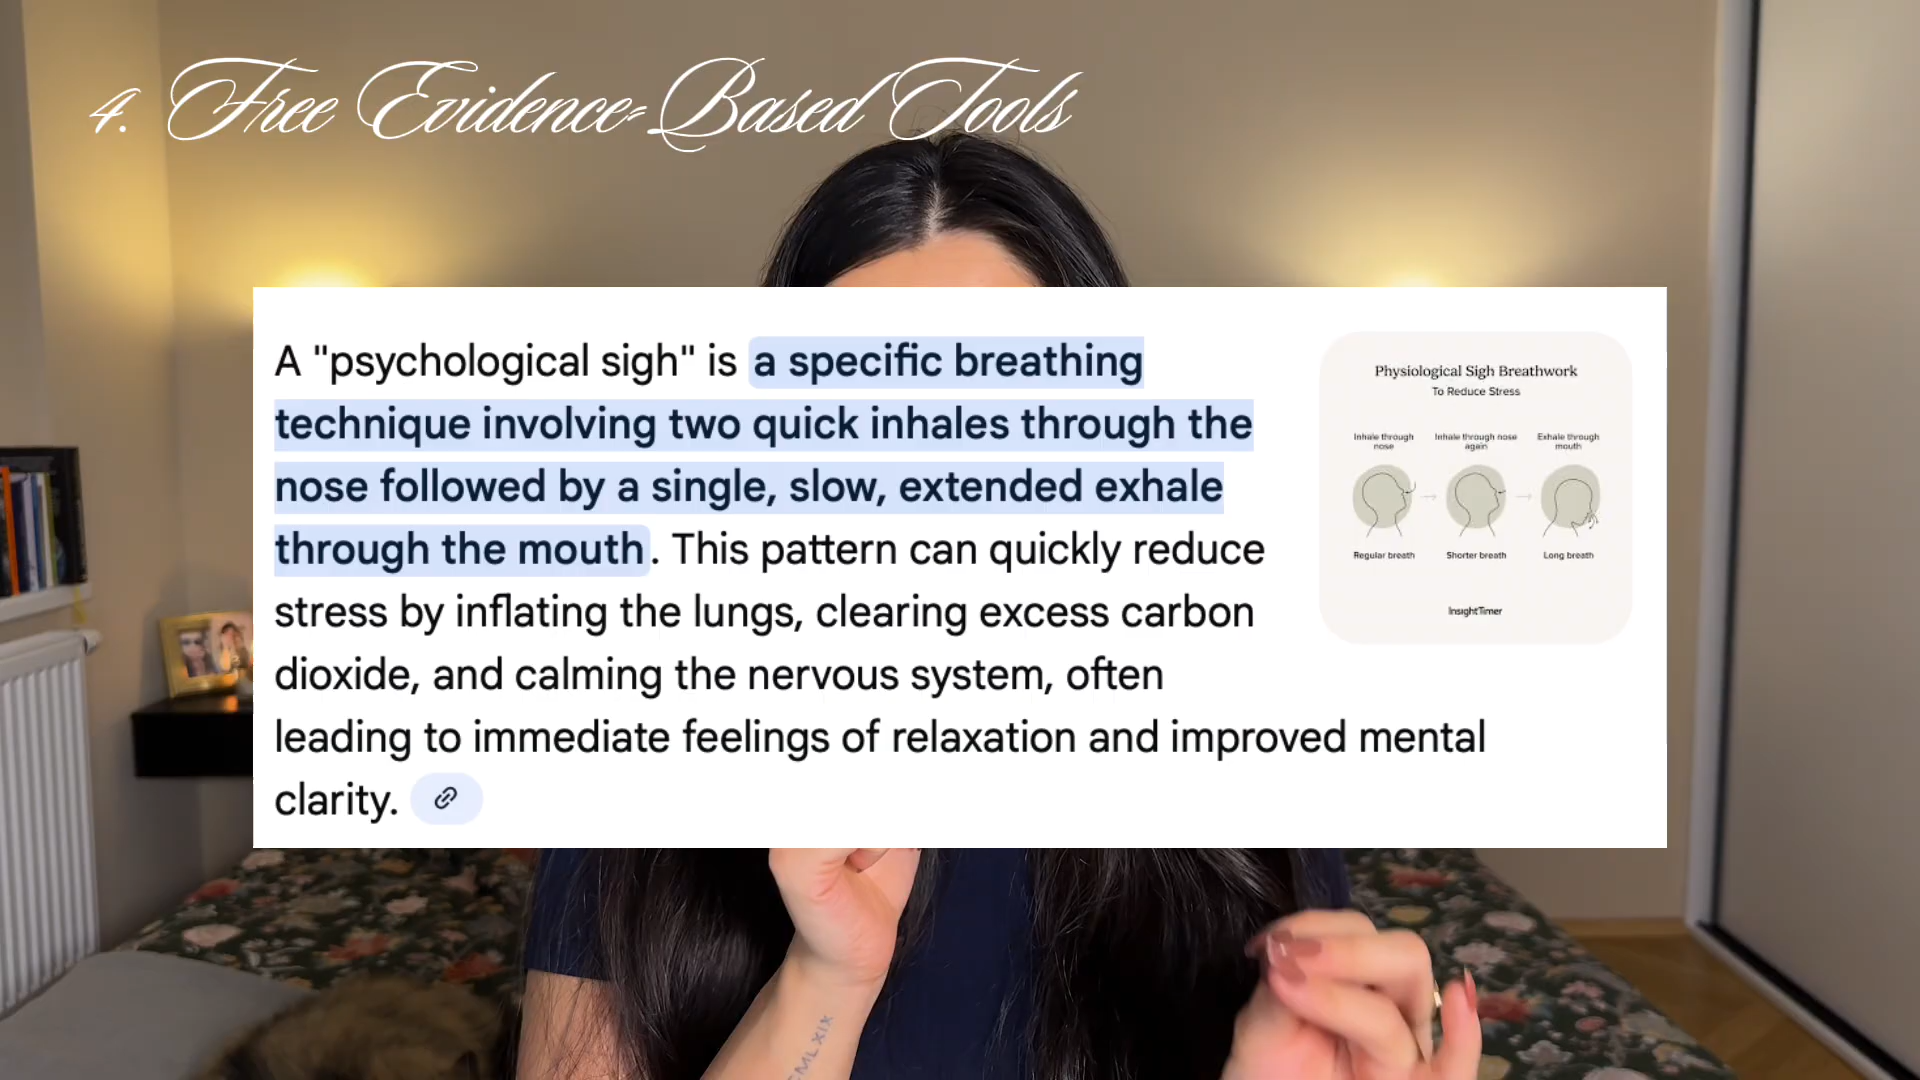 4. Free Evidence-Based Tools
A "psychological sigh" is a specific breathing
technique involving two quick inhales through the
nose followed by a single, slow, extended exhale
through the mouth. This pattern can quickly reduce
stress by inflating the lungs, clearing excess carbon
dioxide, and calming the nervous system, often
leading to immediate feelings of relaxation and improved mental
clarity.
Physiological Sigh Breathwork
To Reduce Stress
Inhale through nose
Inhale through nose again
Exhale through mouth
Regular breath
Shorter breath
Long breath
InsightTimer